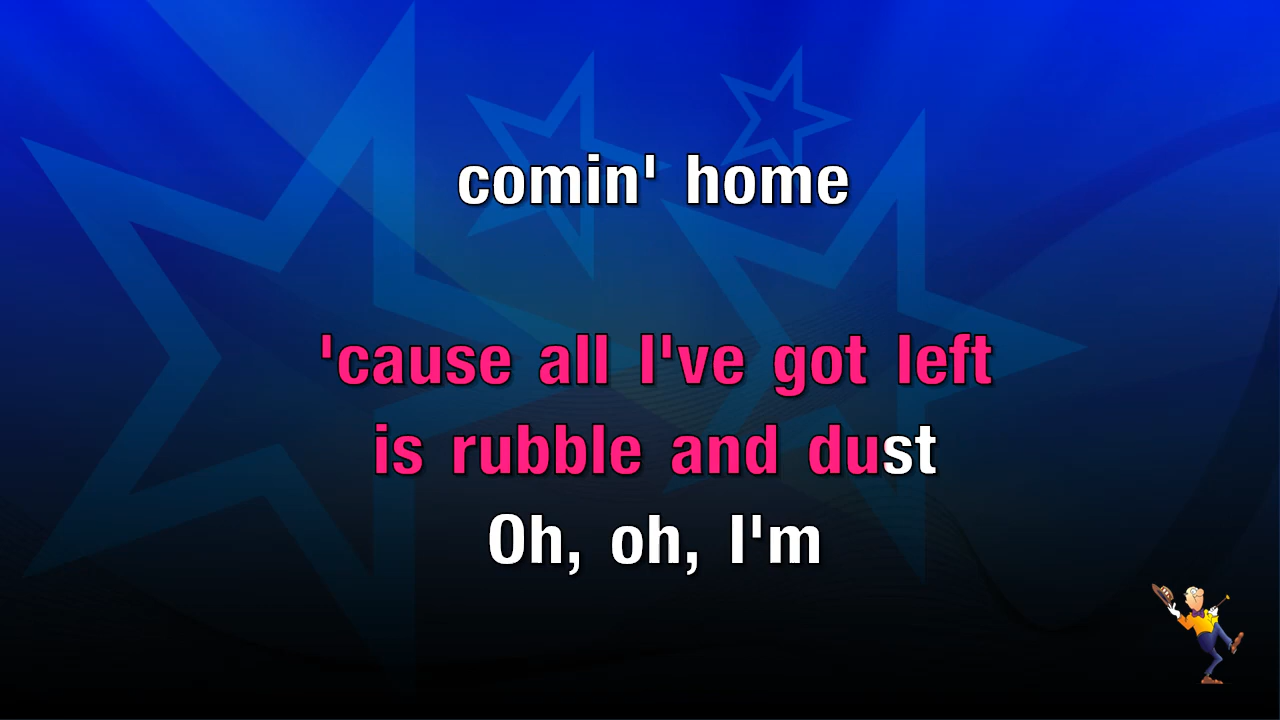 comin' home
'cause all I've got left
is rubble and dust
Oh, oh, I'm